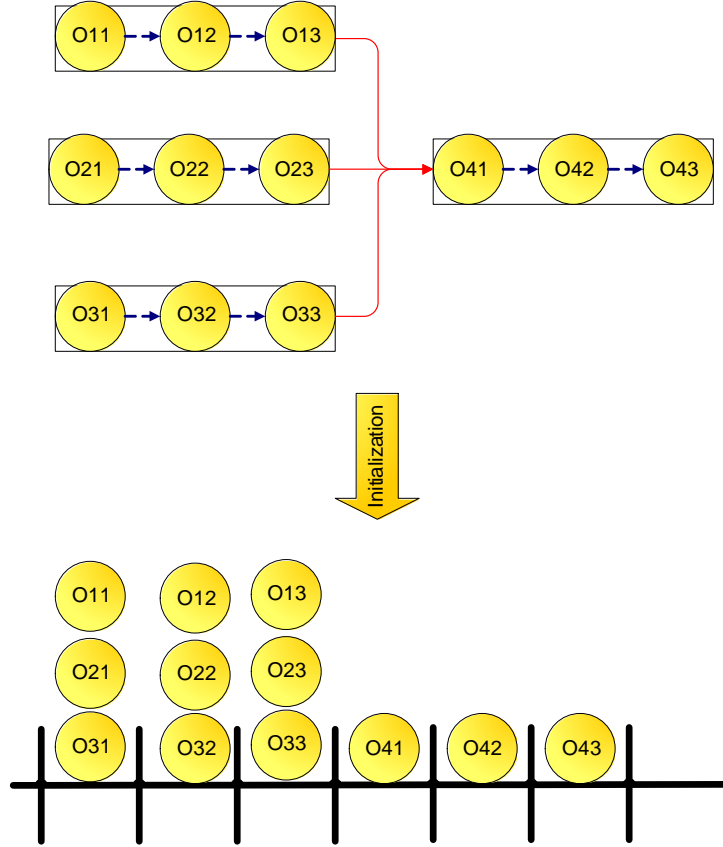 O11 O12 O13
O21 O22 O23 O41 O42 O43
O31 O32 O33
Initialization
O11 O12 O13
O21 O22 O23
O31 O32 O33 O41 O42 O43